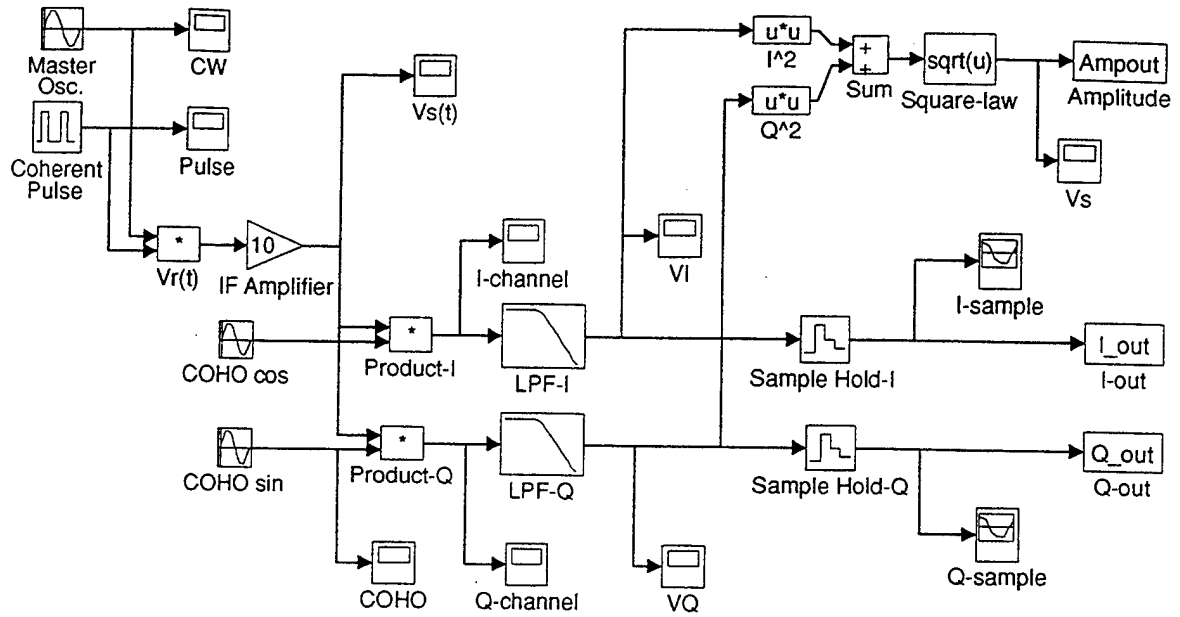 Master
Osc.
CW
Coherent
Pulse
Pulse
*
Vr(t)
10
IF Amplifier
Vs(t)
u*u
I^2
u*u
Q^2
+
+
Sum
sqrt(u)
Square-law
Ampout
Amplitude
Vs
VI
I-channel
I-sample
COHO cos
*
Product-I
LPF-I
Sample Hold-I
I_out
I-out
COHO sin
*
Product-Q
LPF-Q
Sample Hold-Q
Q_out
Q-out
COHO
Q-channel
VQ
Q-sample